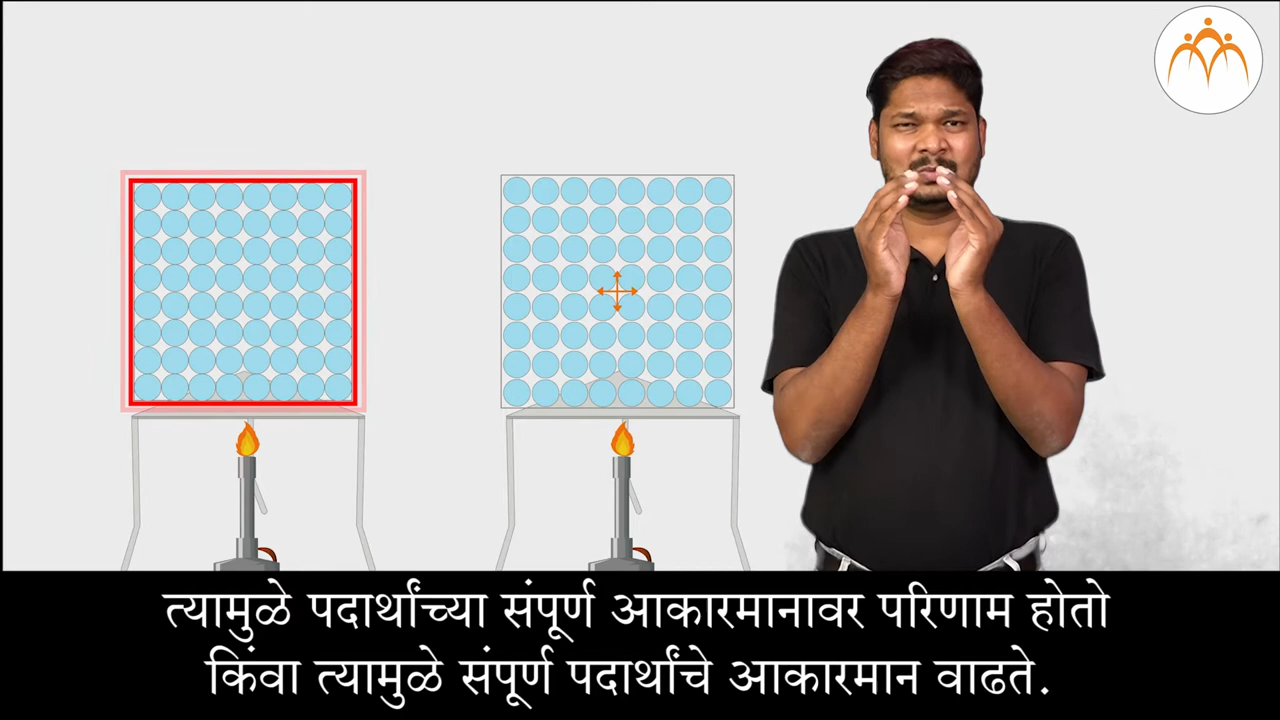 त्यामुळे पदार्थांच्या संपूर्ण आकारमानावर परिणाम होतो
किंवा त्यामुळे संपूर्ण पदार्थांचे आकारमान वाढते.